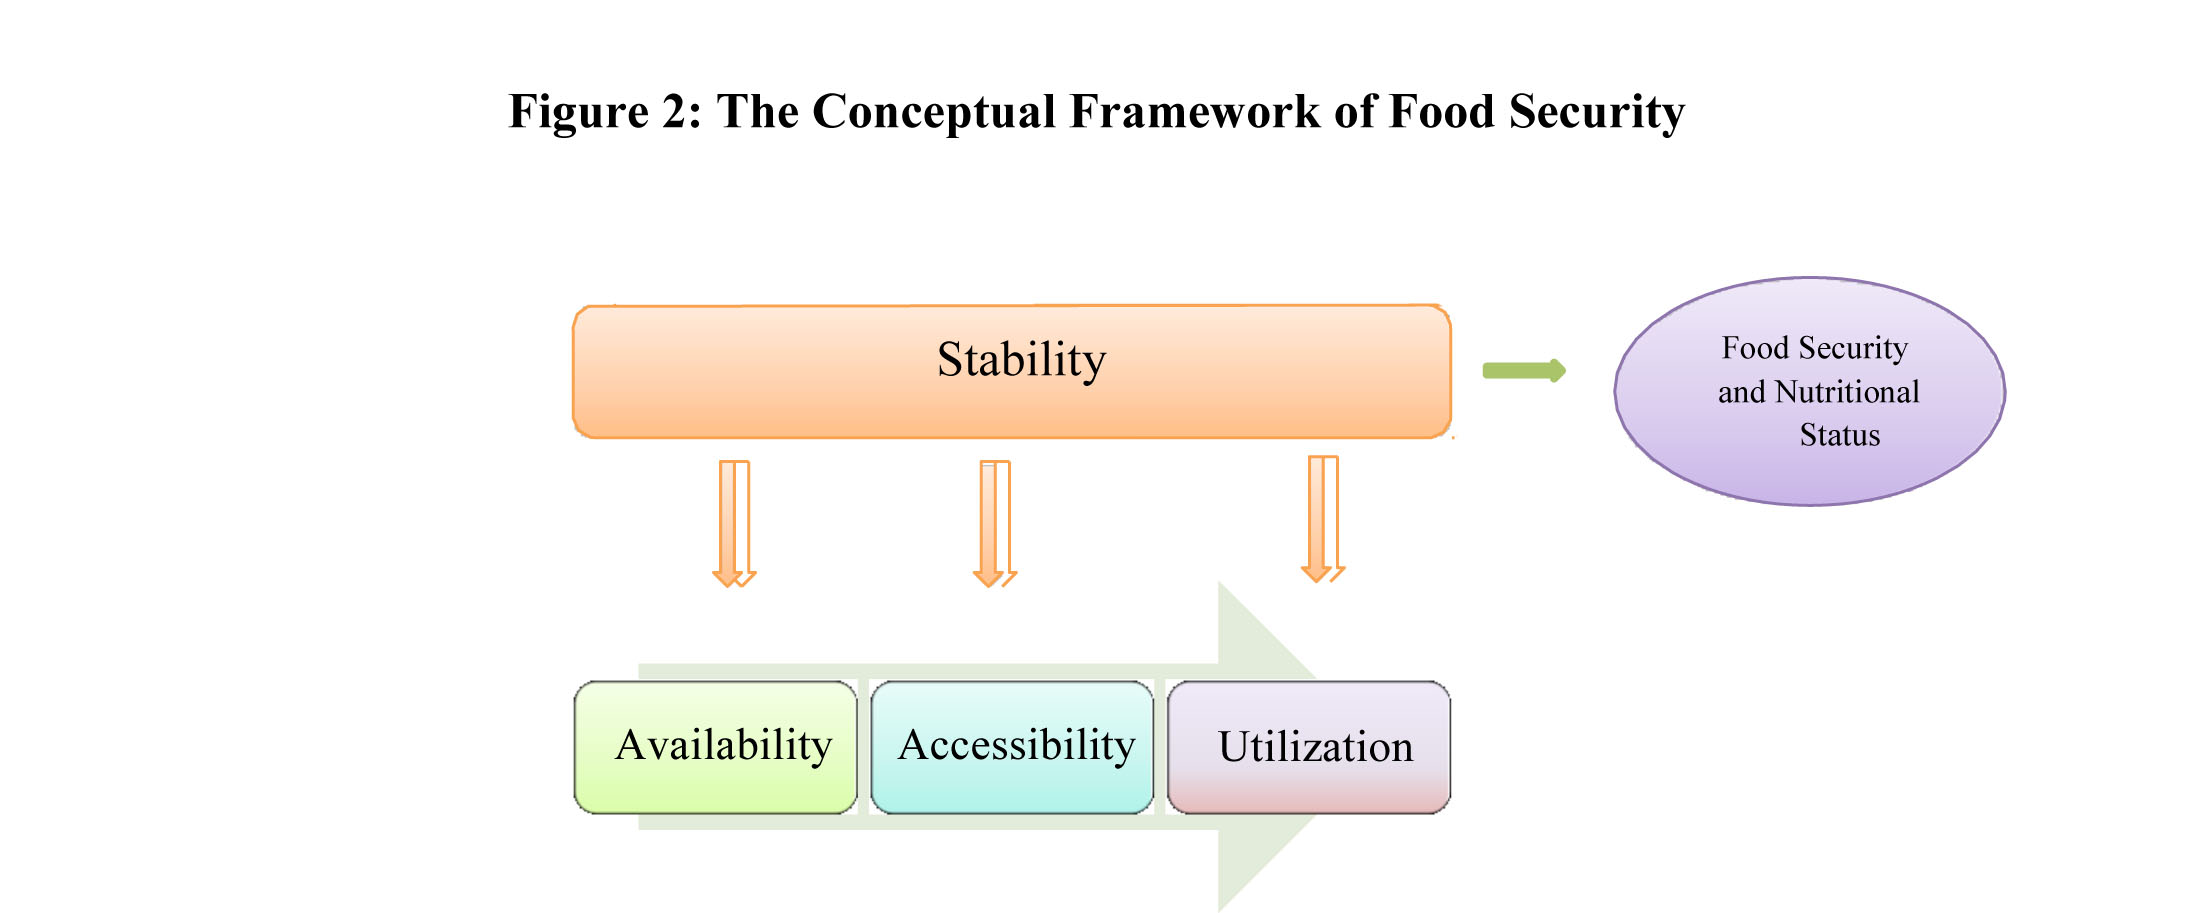 Figure 2: The Conceptual Framework of Food Security
Stability
Food Security
and Nutritional
Status
Availability
Accessibility
Utilization